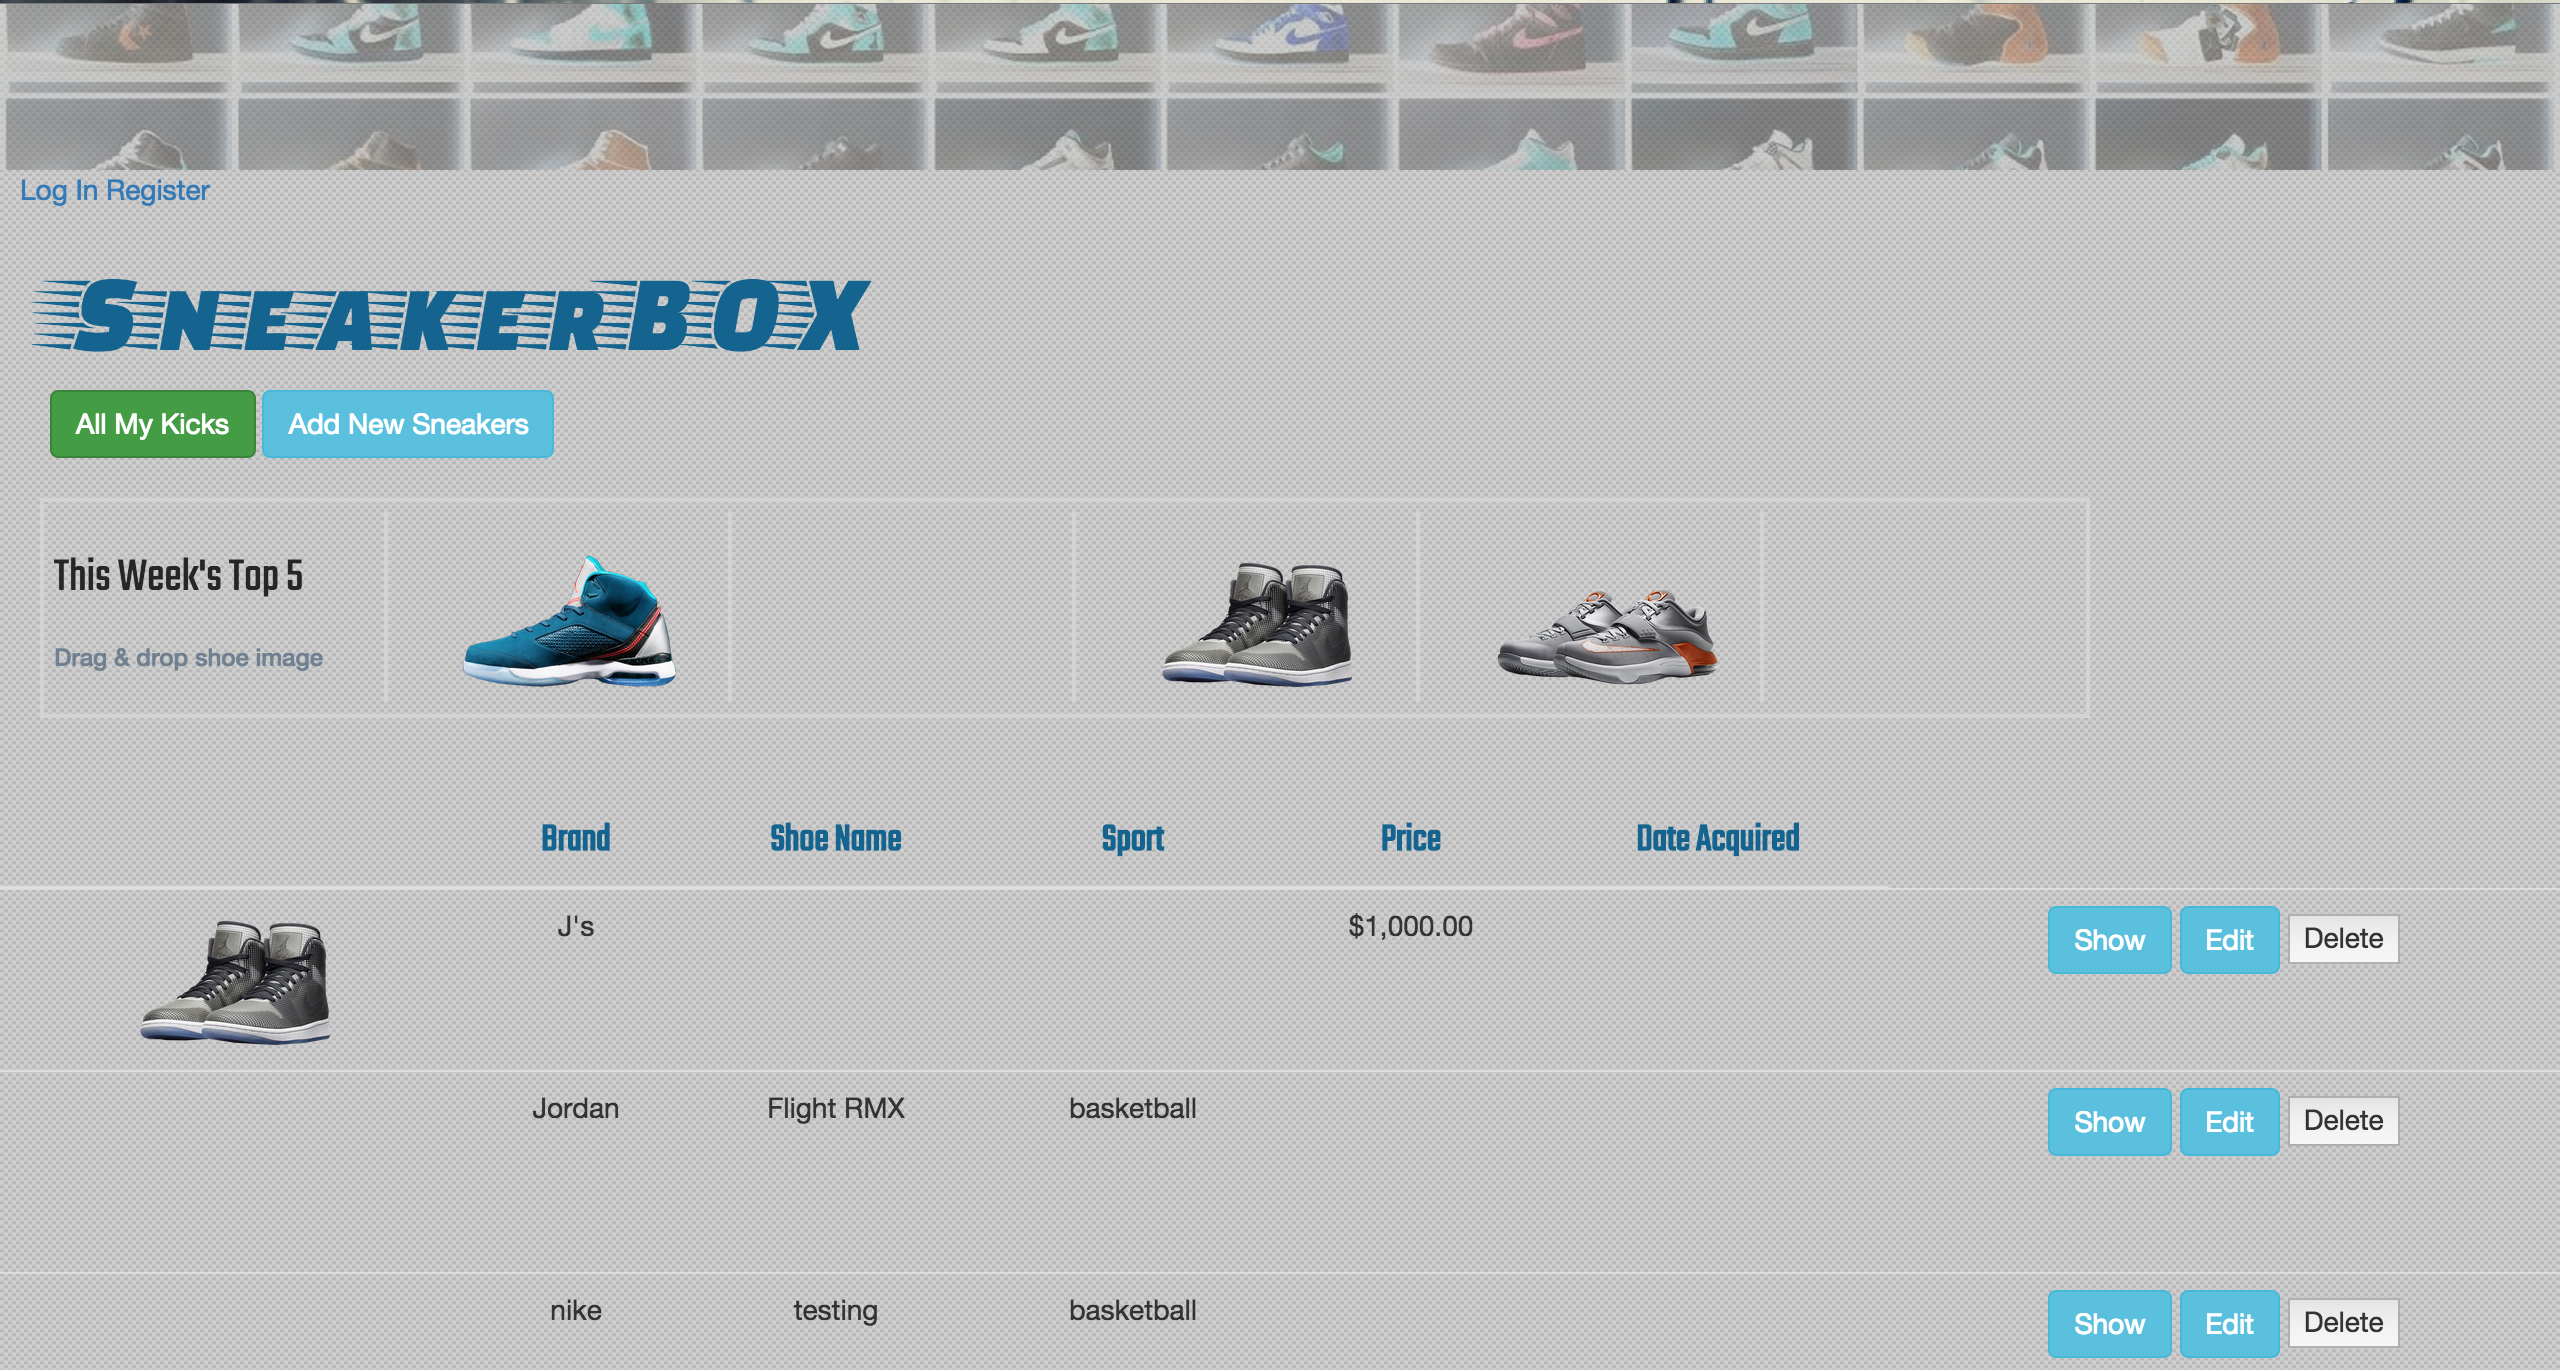 Log In Register
SneakerBOX
All My Kicks Add New Sneakers
This Week's Top 5
Drag & drop shoe image
Brand Shoe Name Sport Price Date Acquired
J's $1,000.00 Show Edit Delete
Jordan Flight RMX basketball Show Edit Delete
nike testing basketball Show Edit Delete